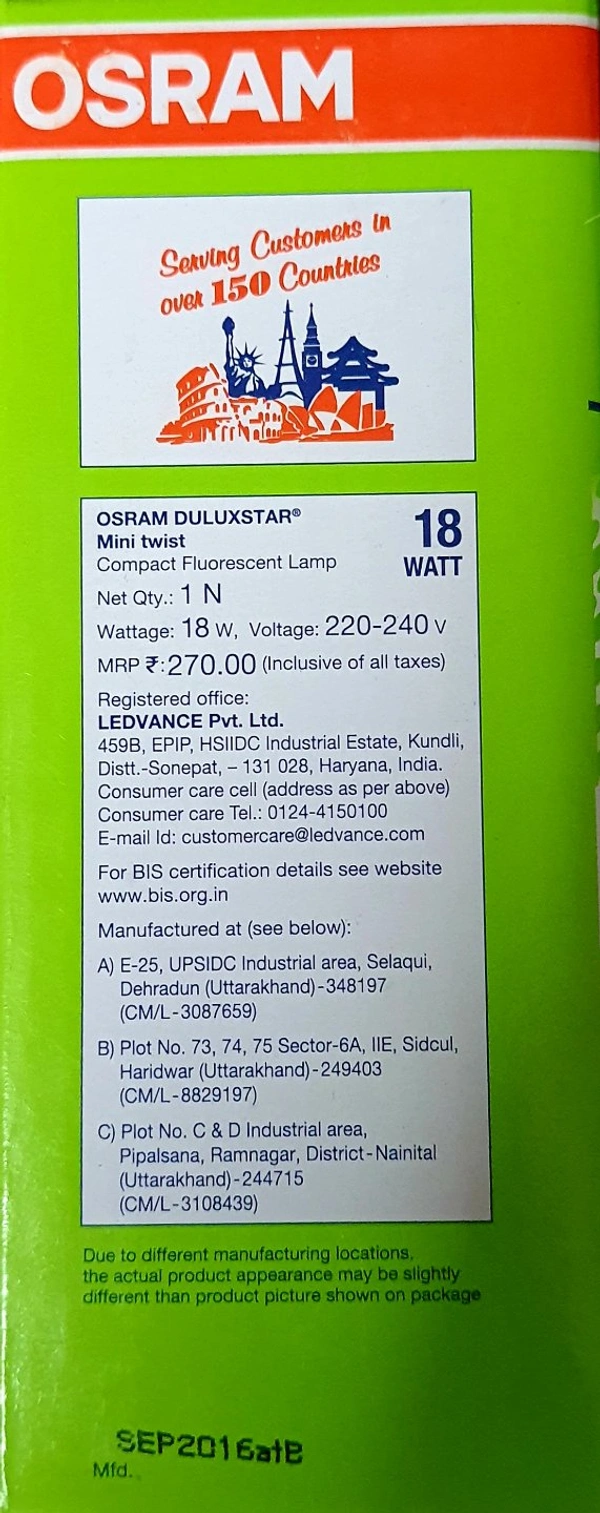 OSRAM
Serving Customers in
over 150 Countries
OSRAM DULUXSTAR®
18
Mini twist
WATT
Compact Fluorescent Lamp
Net Qty.: 1 N
Wattage: 18 W, Voltage: 220-240 V
MRP ₹:270.00 (Inclusive of all taxes)
Registered office:
LEDVANCE Pvt. Ltd.
459B, EPIP, HSIIDC Industrial Estate, Kundli,
Distt.-Sonepat, – 131 028, Haryana, India.
Consumer care cell (address as per above)
Consumer care Tel.: 0124-4150100
E-mail Id: customercare@ledvance.com
For BIS certification details see website
www.bis.org.in
Manufactured at (see below):
A) E-25, UPSIDC Industrial area, Selaqui,
Dehradun (Uttarakhand)-348197
(CM/L-3087659)
B) Plot No. 73, 74, 75 Sector-6A, IIE, Sidcul,
Haridwar (Uttarakhand)-249403
(CM/L-8829197)
C) Plot No. C & D Industrial area,
Pipalsana, Ramnagar, District-Nainital
(Uttarakhand)-244715
(CM/L-3108439)
Due to different manufacturing locations,
the actual product appearance may be slightly
different than product picture shown on package
SEP2016atB
Mfd.